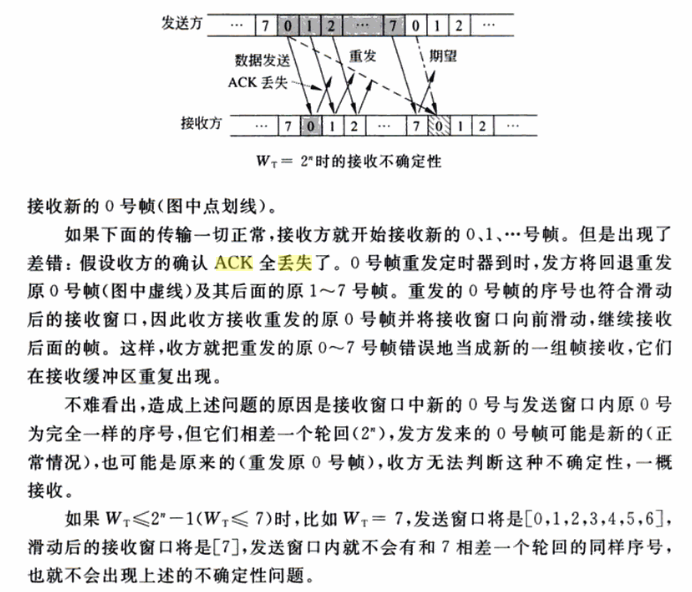 发送方 … 7 0 1 2 … 7 0 1 2 …
数据发送 重发 期望
ACK 丢失
接收方 … 7 0 1 2 … 7 0 1 2 …
W_T = 2ⁿ时的接收不确定性
接收新的 0 号帧(图中点划线)。
如果下面的传输一切正常,接收方就开始接收新的 0、1、…号帧。但是出现了
差错:假设收方的确认 ACK 全丢失了。0 号帧重发定时器到时,发方将回退重发
原 0 号帧(图中虚线)及其后面的原 1~7 号帧。重发的 0 号帧的序号也符合滑动
后的接收窗口,因此收方接收重发的原 0 号帧并将接收窗口向前滑动,继续接收
后面的帧。这样,收方就把重发的原 0~7 号帧错误地当成新的一组帧接收,它们
在接收缓冲区重复出现。
不难看出,造成上述问题的原因是接收窗口中新的 0 号与发送窗口内原 0 号
为完全一样的序号,但它们相差一个轮回(2ⁿ),发方发来的 0 号帧可能是新的(正
常情况),也可能是原来的(重发原 0 号帧),收方无法判断这种不确定性,一概
接收。
如果 W_T≤2ⁿ-1(W_T≤ 7)时,比如 W_T = 7,发送窗口将是[0,1,2,3,4,5,6],
滑动后的接收窗口将是[7],发送窗口内就不会有和 7 相差一个轮回的同样序号,
也就不会出现上述的不确定性问题。